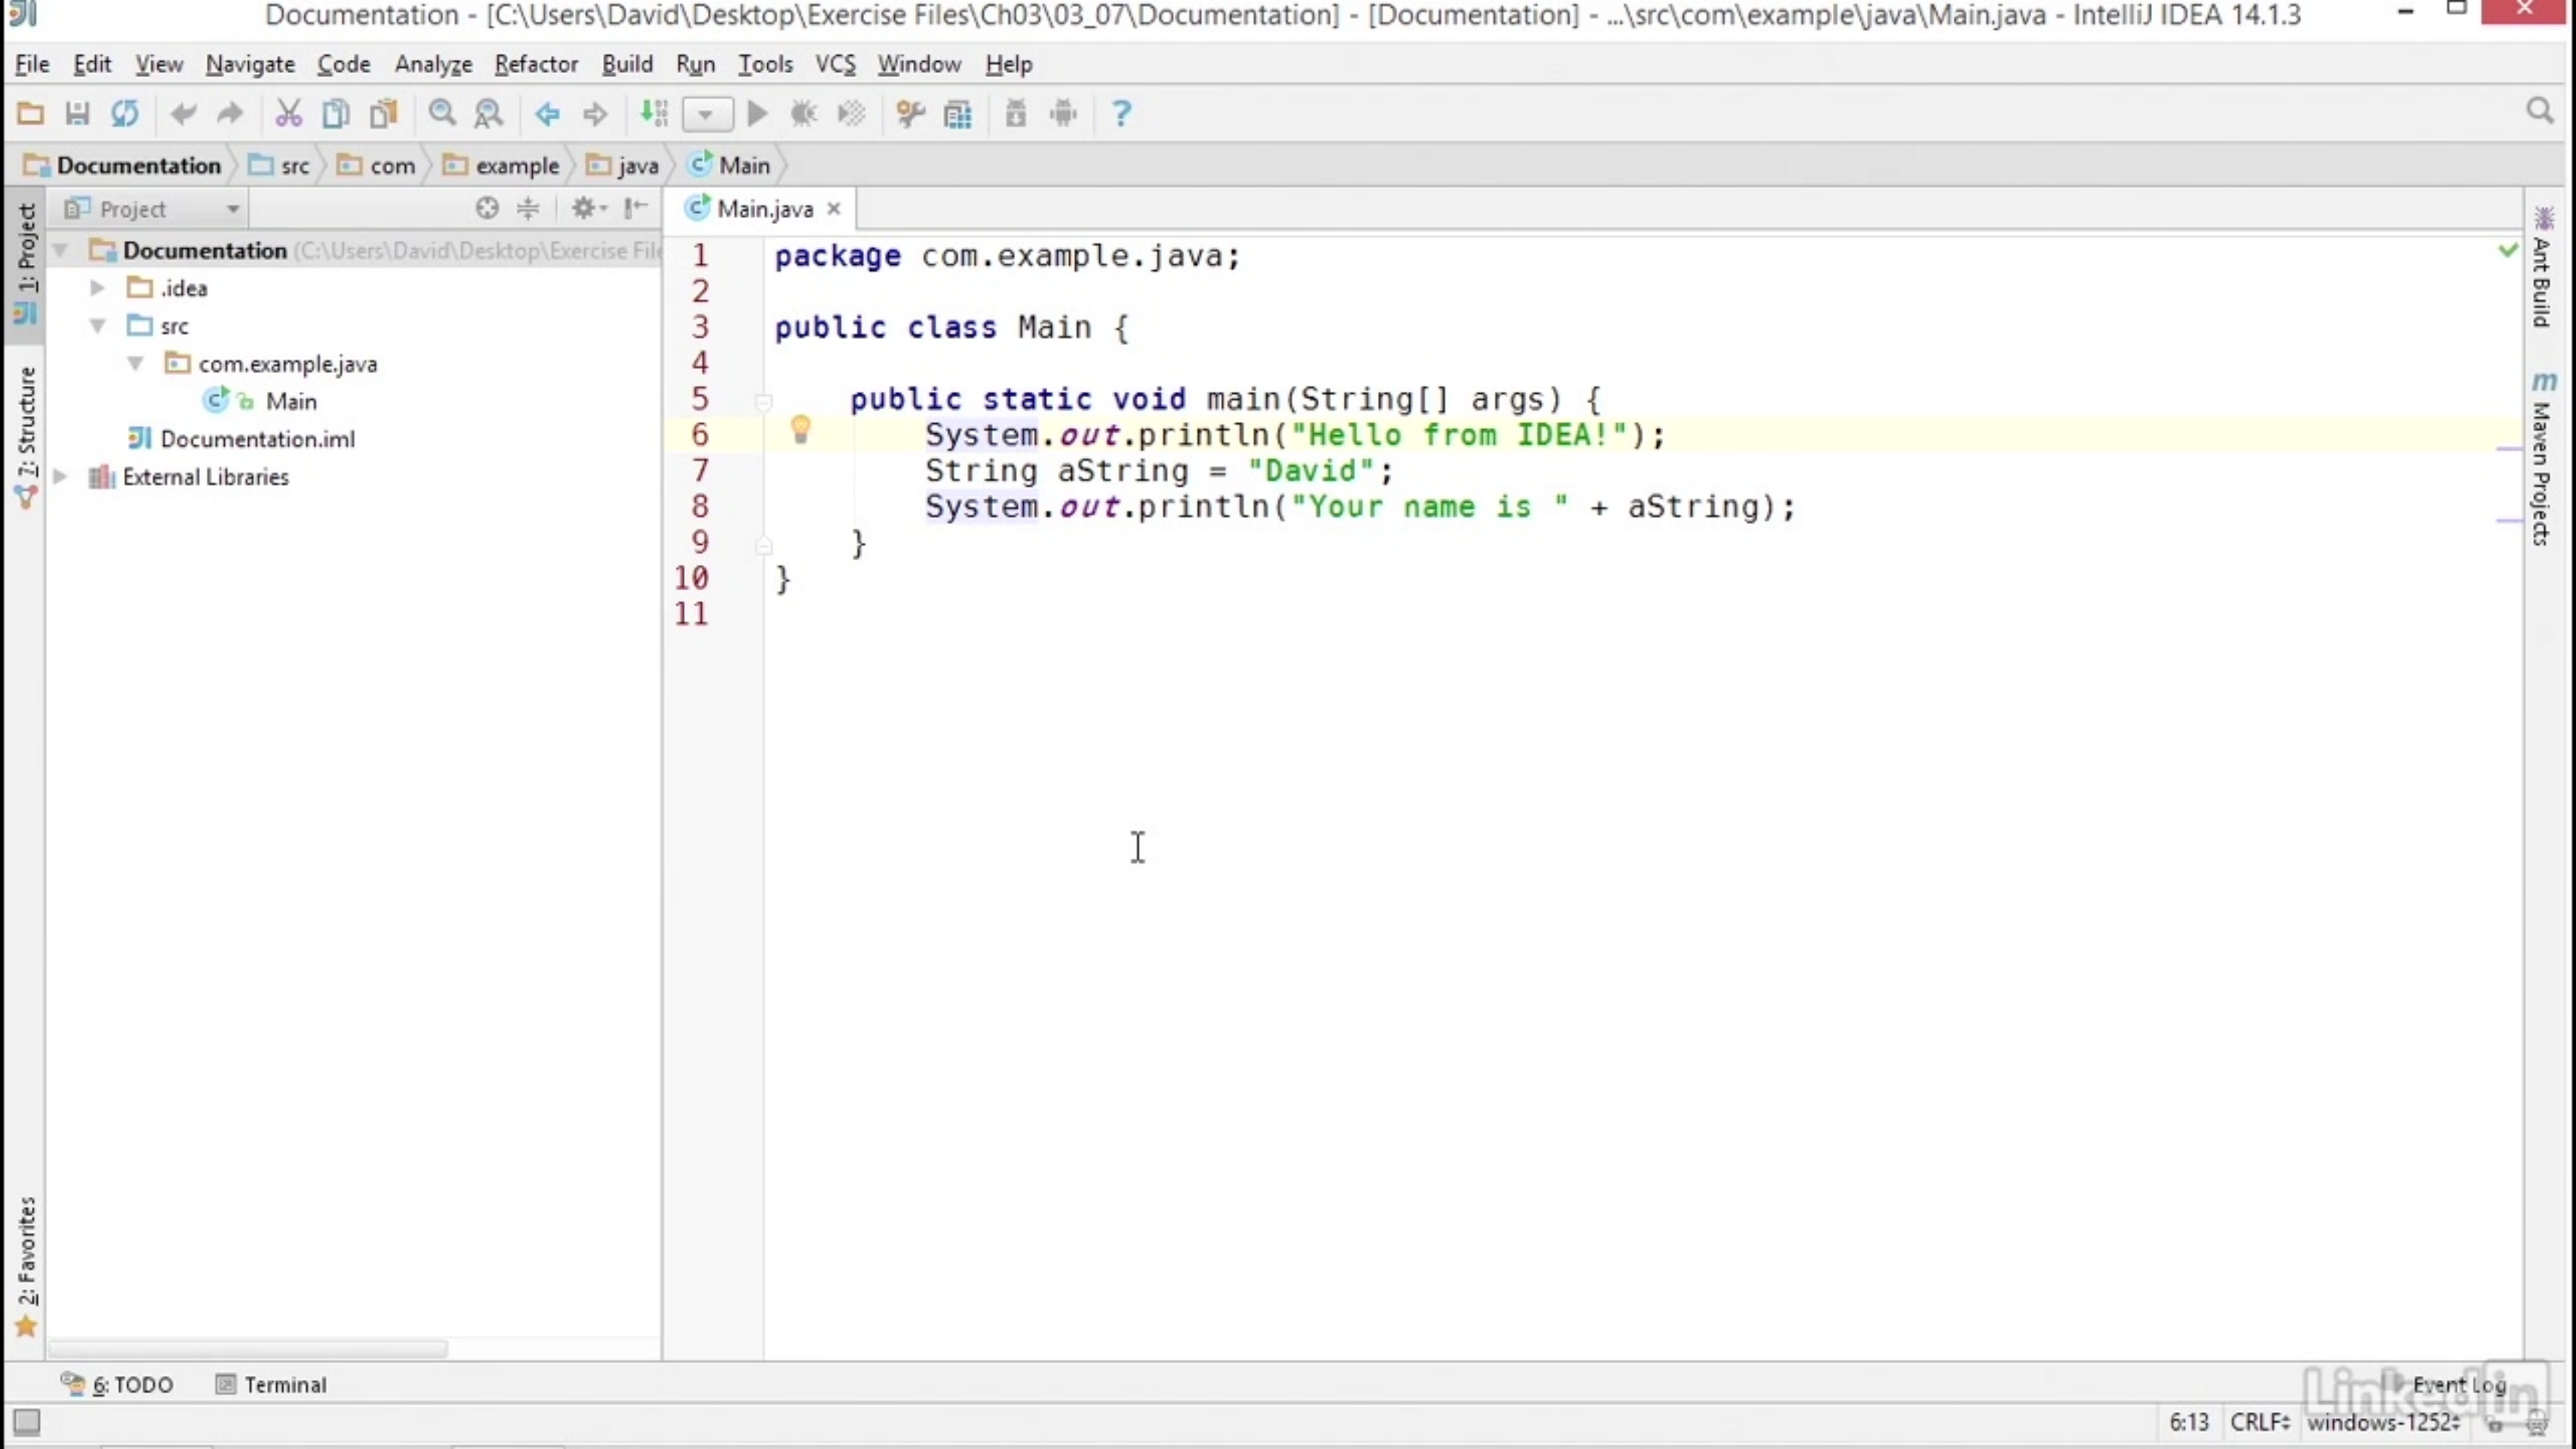 Documentation - [C:\Users\David\Desktop\Exercise Files\Ch03\03_07\Documentation] - [Documentation] - ...\src\com\example\java\Main.java - IntelliJ IDEA 14.1.3
File Edit View Navigate Code Analyze Refactor Build Run Tools VCS Window Help
Documentation src com example java Main
1: Project
7: Structure
2: Favorites
Project
Documentation (C:\Users\David\Desktop\Exercise File
.idea
src
com.example.java
Main
Documentation.iml
External Libraries
Main.java
1 package com.example.java;
2
3 public class Main {
4
5 public static void main(String[] args) {
6 System.out.println("Hello from IDEA!");
7 String aString = "David";
8 System.out.println("Your name is " + aString);
9 }
10 }
11
Ant Build
Maven Projects
6: TODO Terminal
Event Log
Linked in
6:13 CRLF windows-1252